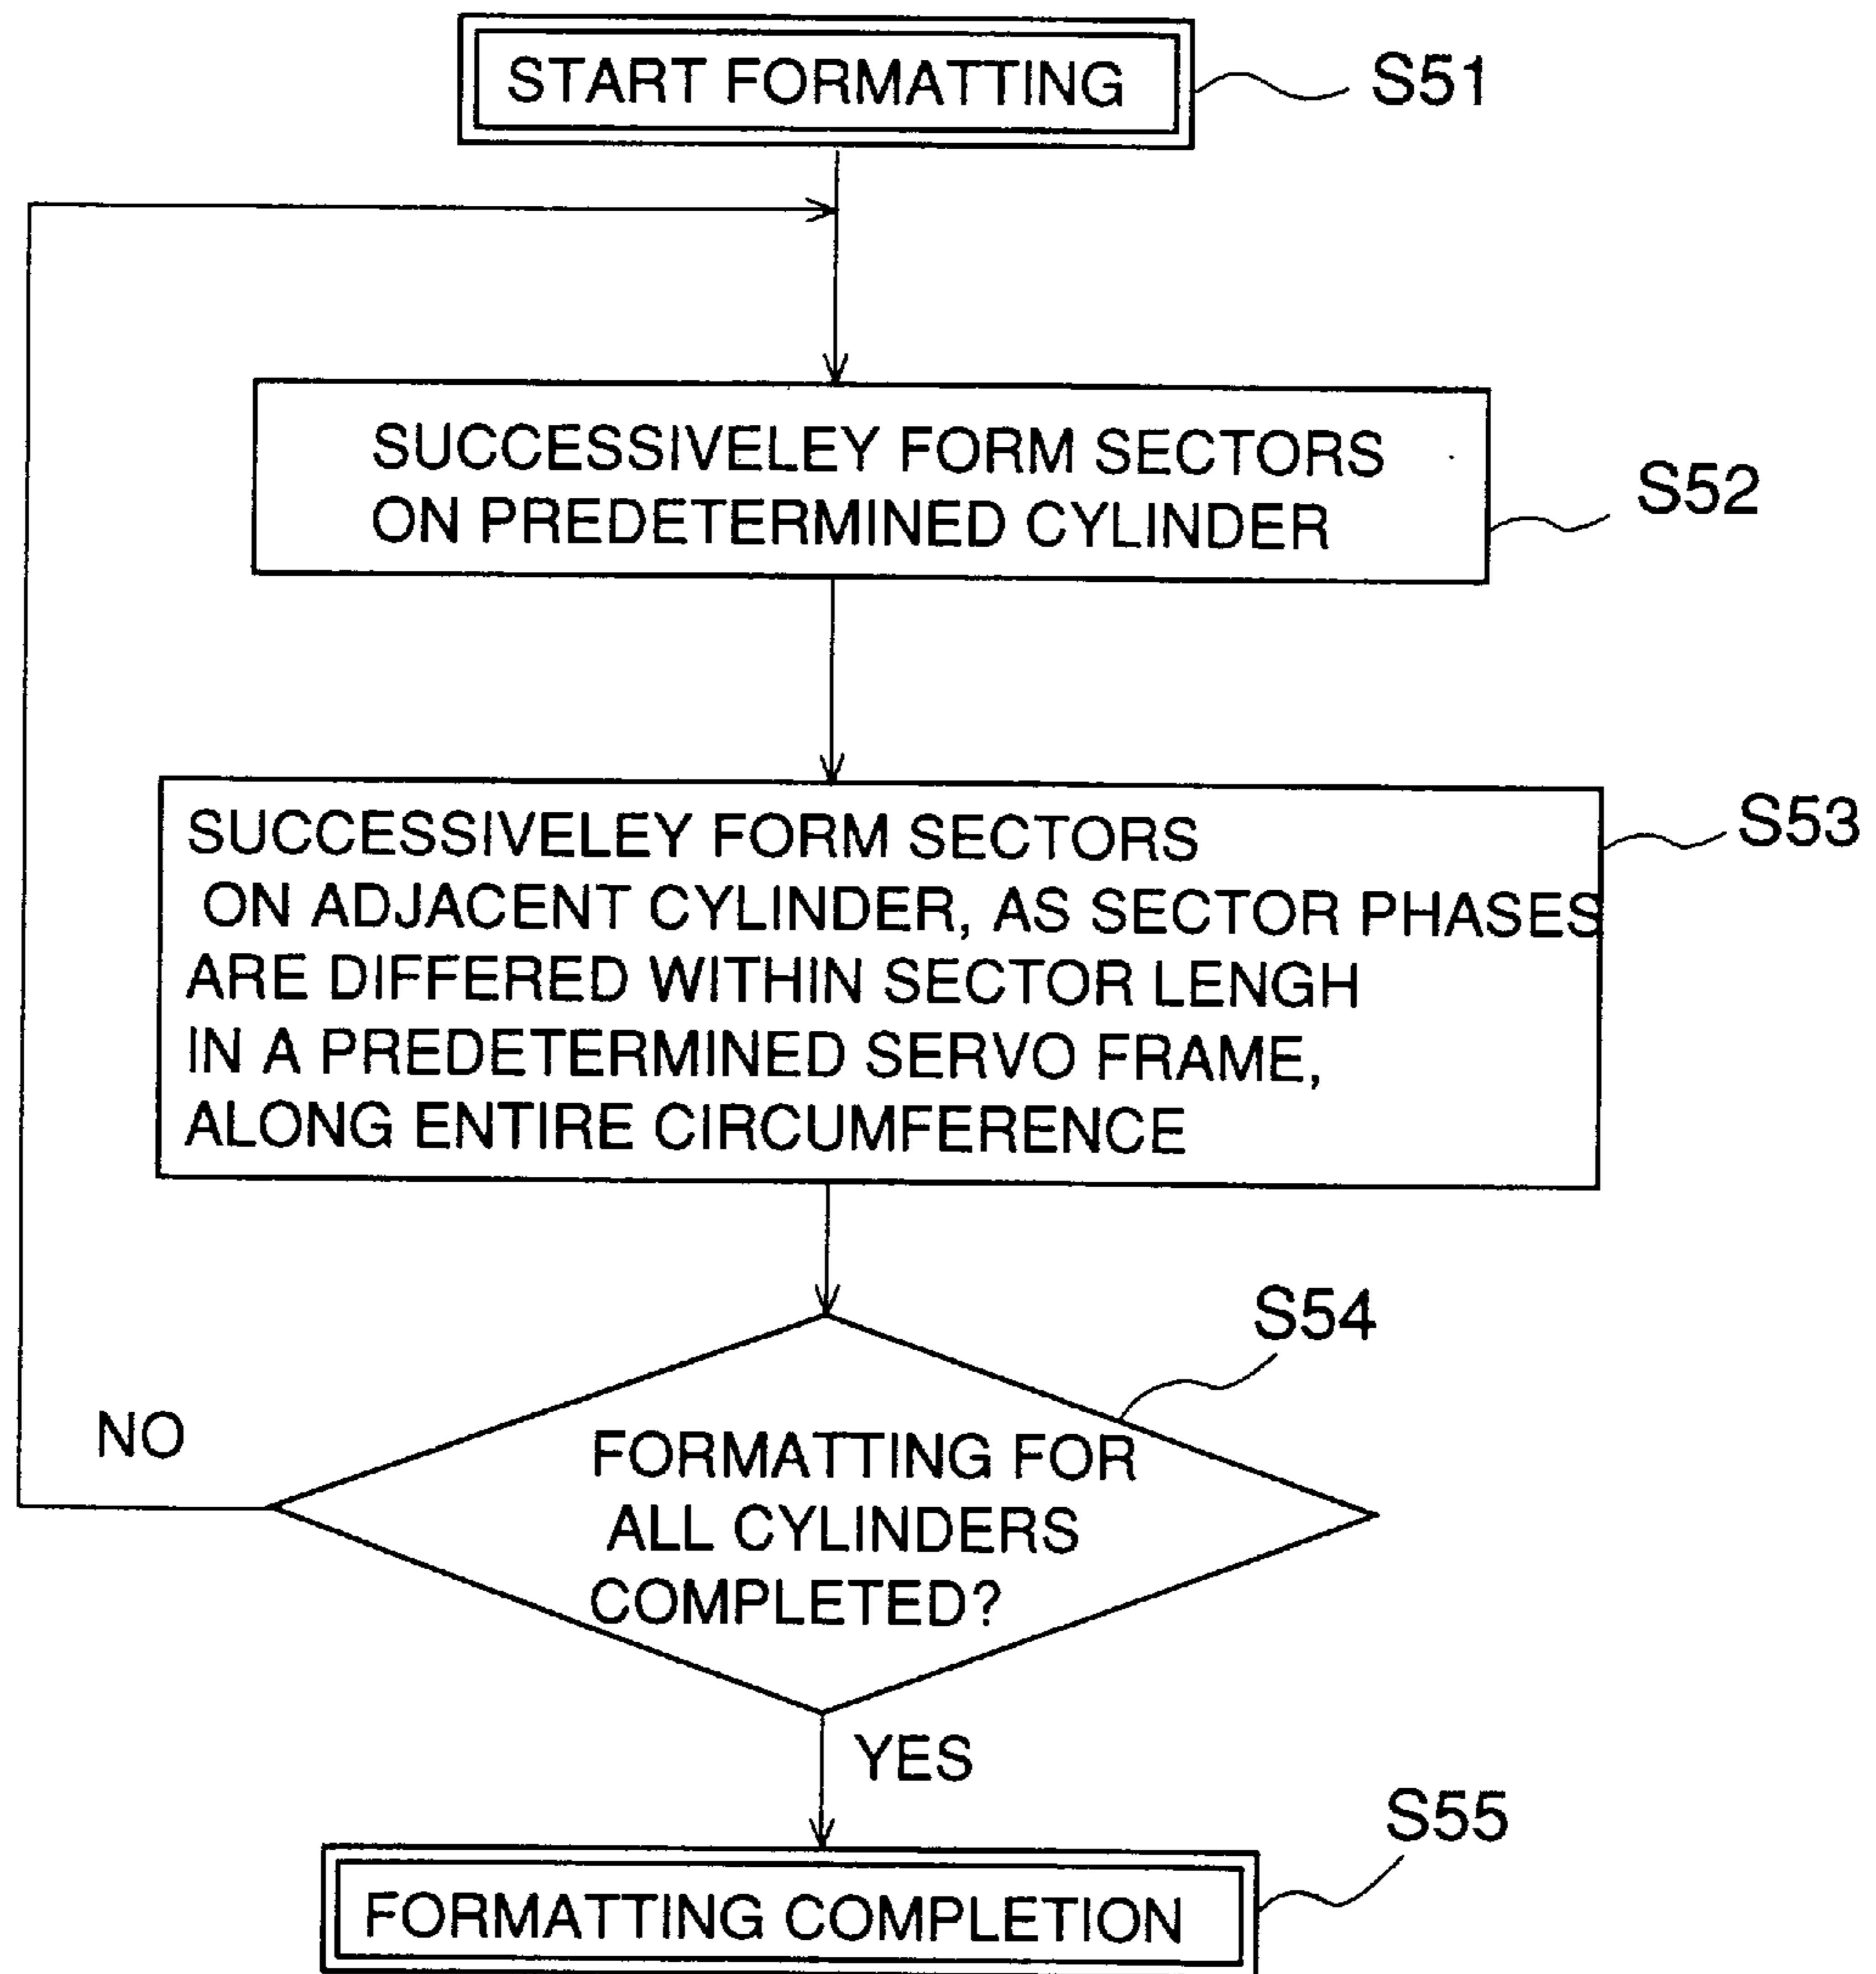 START FORMATTING
S51
SUCCESSIVELEY FORM SECTORS
ON PREDETERMINED CYLINDER
S52
SUCCESSIVELEY FORM SECTORS
ON ADJACENT CYLINDER, AS SECTOR PHASES
ARE DIFFERED WITHIN SECTOR LENGH
IN A PREDETERMINED SERVO FRAME,
ALONG ENTIRE CIRCUMFERENCE
S53
S54
NO
FORMATTING FOR
ALL CYLINDERS
COMPLETED?
YES
S55
FORMATTING COMPLETION